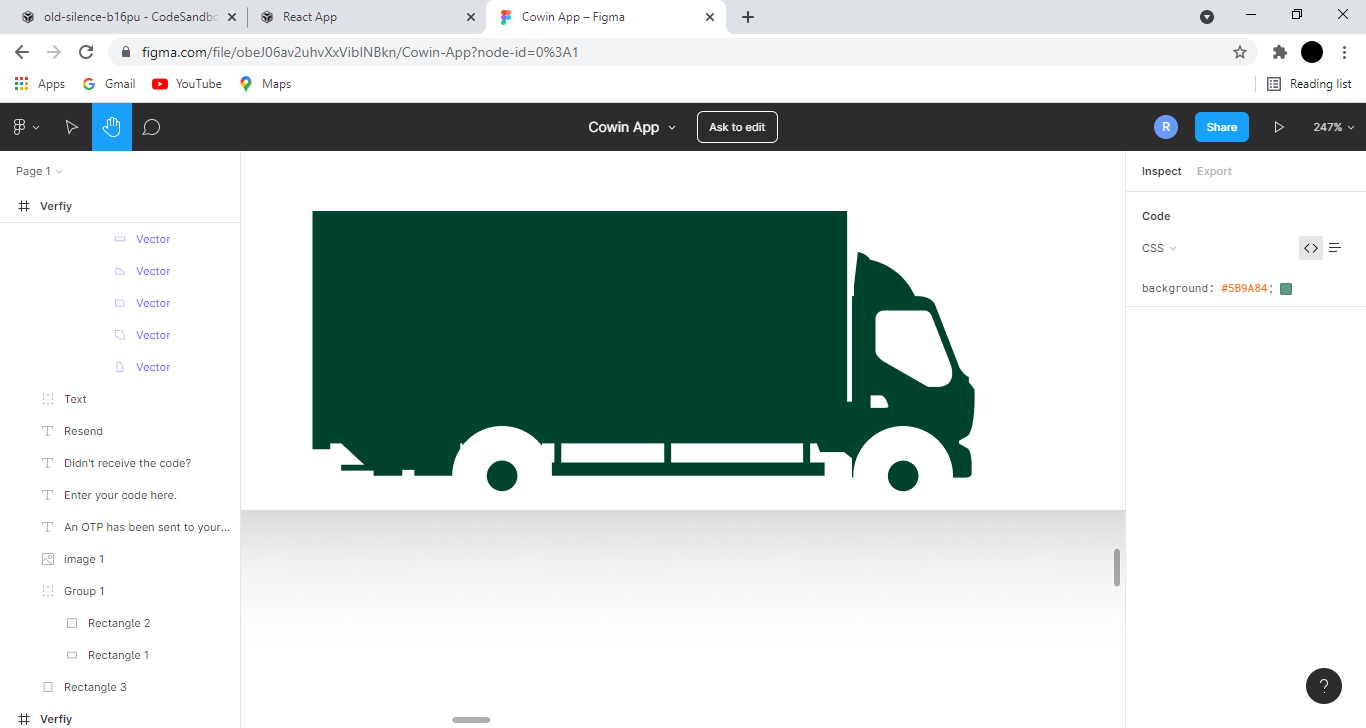 old-silence-b16pu - CodeSandbo
React App
Cowin App – Figma
figma.com/file/obeJ06av2uhvXxVibINBkn/Cowin-App?node-id=0%3A1
Apps
Gmail
YouTube
Maps
Reading list
Cowin App
Ask to edit
R
Share
247%
Page 1
Verfiy
Vector
Vector
Vector
Vector
Vector
Text
Resend
Didn't receive the code?
Enter your code here.
An OTP has been sent to your...
image 1
Group 1
Rectangle 2
Rectangle 1
Rectangle 3
Verfiy
Inspect Export
Code
CSS
background: #5B9A84;
?